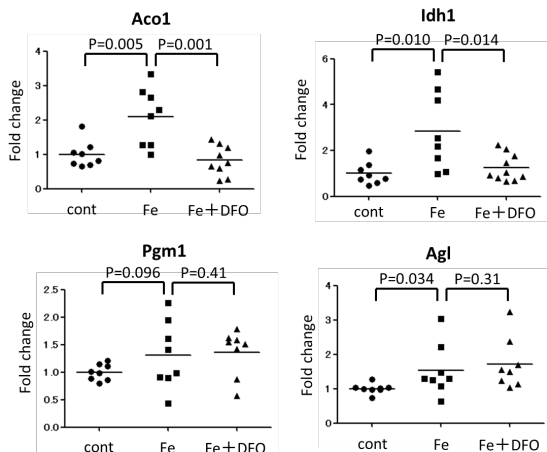 Aco1
P=0.005 P=0.001
Fold change
4
3
2
1
0
cont Fe Fe+DFO
Idh1
P=0.010 P=0.014
Fold change
6
4
2
0
cont Fe Fe+DFO
Pgm1
P=0.096 P=0.41
Fold change
2.5
2.0
1.5
1.0
0.5
0.0
cont Fe Fe+DFO
Agl
P=0.034 P=0.31
Fold change
4
3
2
1
0
cont Fe Fe+DFO